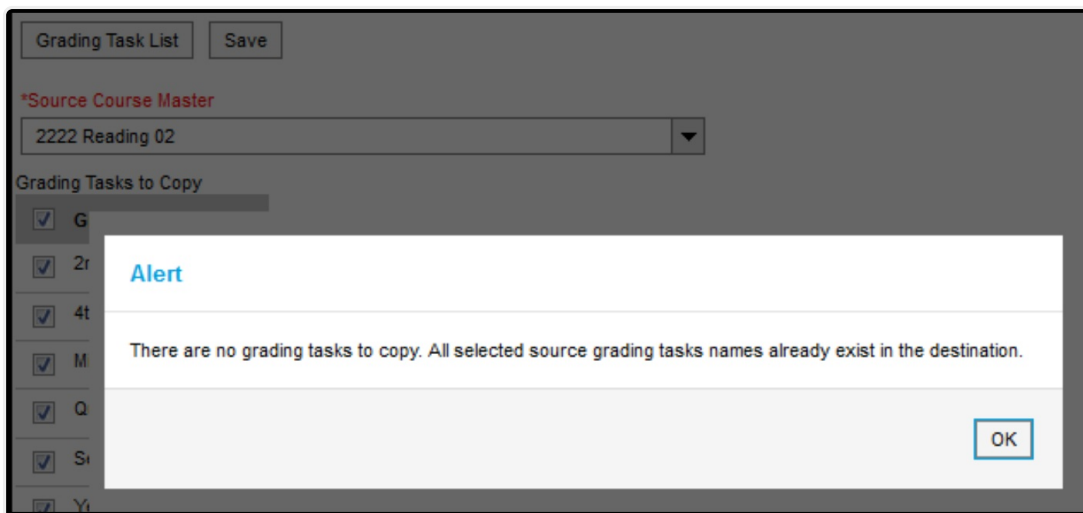 Grading Task List Save
*Source Course Master
2222 Reading 02
Grading Tasks to Copy
Alert
There are no grading tasks to copy. All selected source grading tasks names already exist in the destination.
OK